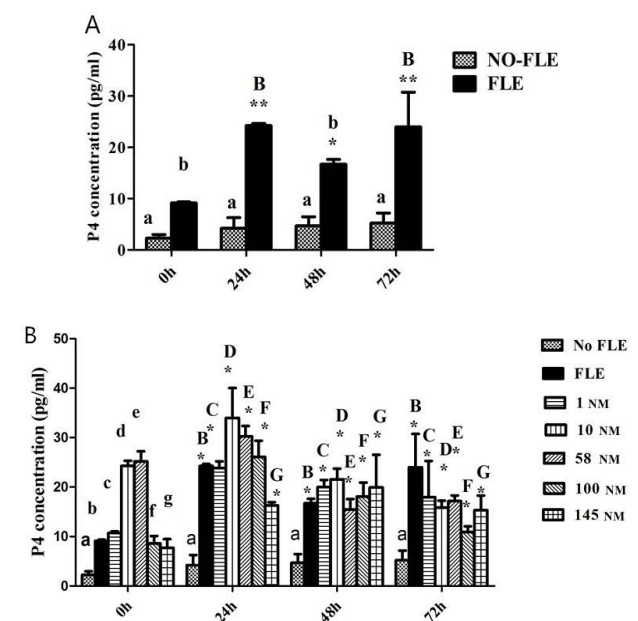 A
P4 concentration (pg/ml)
40
30
20
10
0
a
b
a
B
**
a
b
*
a
B
**
0h
24h
48h
72h
NO-FLE
FLE
B
P4 concentration (pg/ml)
50
40
30
20
10
0
a
b
c
d
e
f
g
a
B
*
C
*
D
*
E
*
F
*
G
*
a
B
*
C
*
D
*
E
*
F
*
G
*
a
B
*
C
*
D
*
E
*
F
*
G
*
0h
24h
48h
72h
No FLE
FLE
1 NM
10 NM
58 NM
100 NM
145 NM